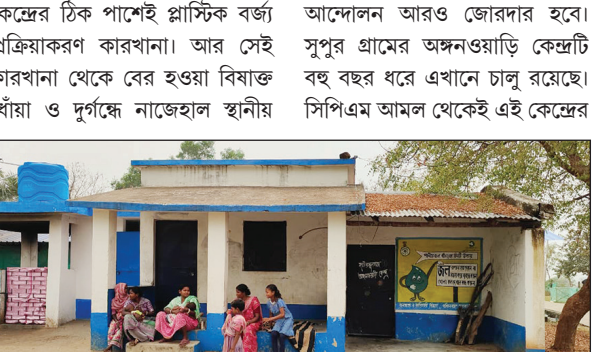 কেন্দ্রের ঠিক পাশেই প্লাস্টিক বর্জ্য
প্রক্রিয়াকরণ কারখানা। আর সেই
কারখানা থেকে বের হওয়া বিষাক্ত
ধোঁয়া ও দুর্গন্ধে নাজেহাল স্থানীয়
আন্দোলন আরও জোরদার হবে।
সুপুর গ্রামের অঙ্গনওয়াড়ি কেন্দ্রটি
বহু বছর ধরে এখানে চালু রয়েছে।
সিপিএম আমল থেকেই এই কেন্দ্রের